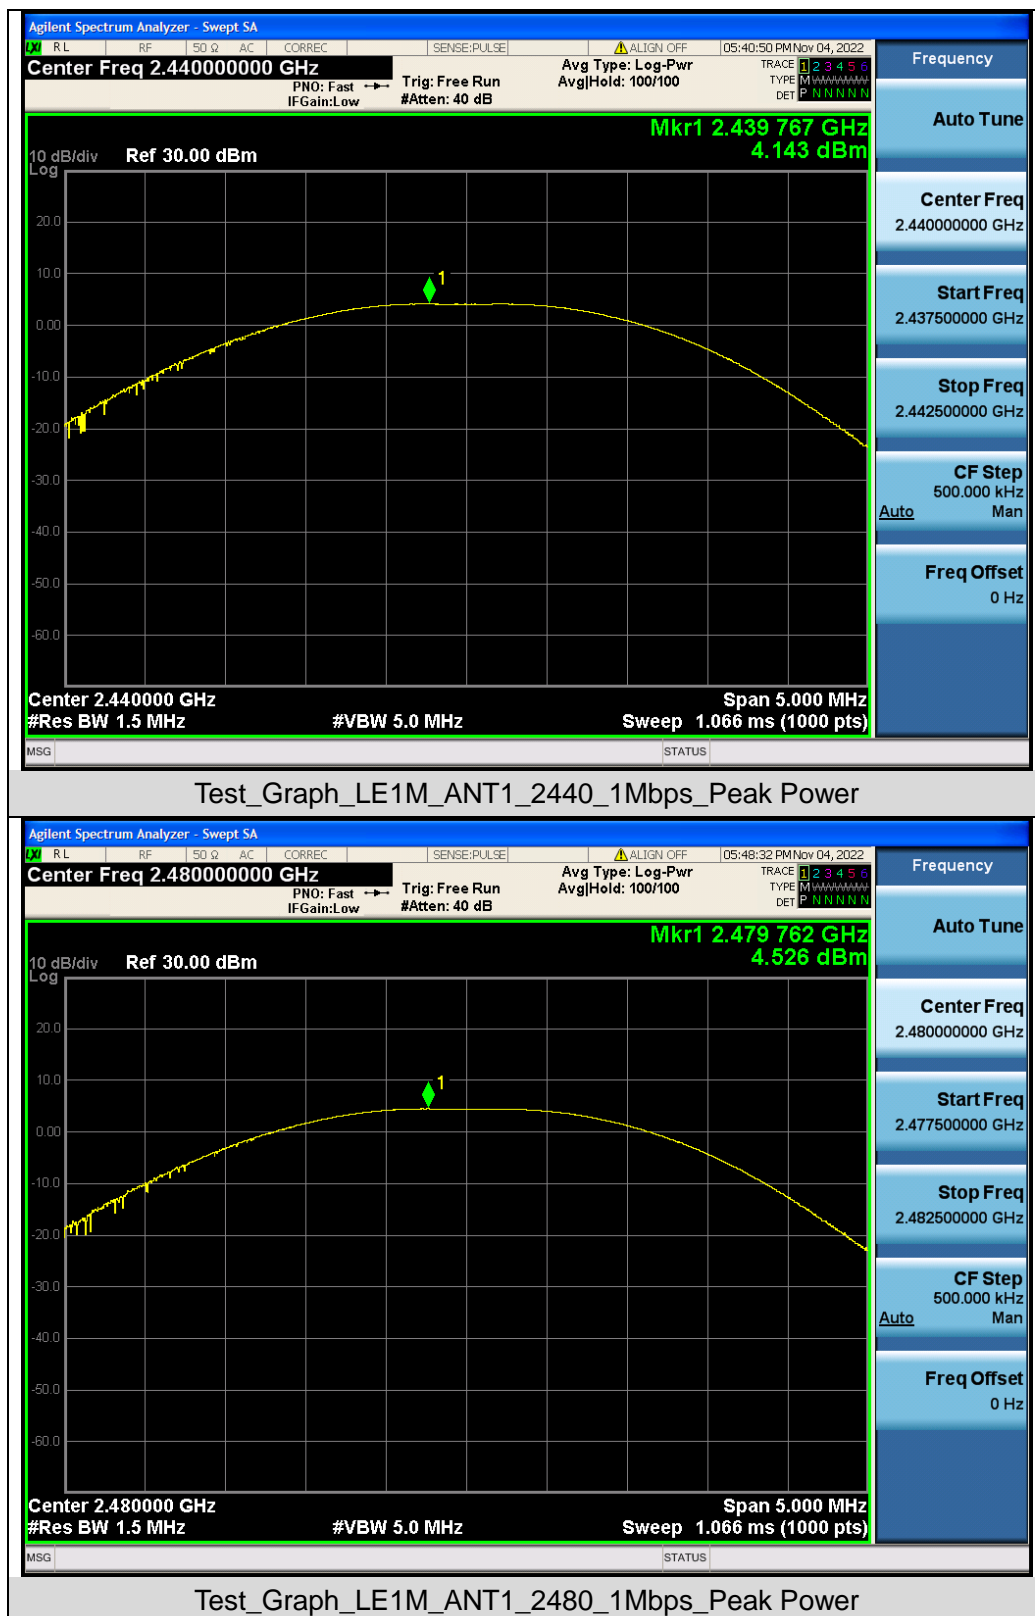 Agilent Spectrum Analyzer - Swept SA
LXI RL RF 50 Ω AC CORREC SENSE:PULSE ALIGN OFF 05:40:50 PM Nov 04, 2022
Center Freq 2.440000000 GHz
PNO: Fast
IFGain:Low
Trig: Free Run
#Atten: 40 dB
Avg Type: Log-Pwr
Avg|Hold: 100/100
TRACE 1 2 3 4 5 6
TYPE M
DET P N N N N N
Mkr1 2.439 767 GHz
4.143 dBm
10 dB/div Ref 30.00 dBm
Log
20.0
10.0
0.00
-10.0
-20.0
-30.0
-40.0
-50.0
-60.0
1
Center 2.440000 GHz Span 5.000 MHz
#Res BW 1.5 MHz #VBW 5.0 MHz Sweep 1.066 ms (1000 pts)
MSG STATUS
Frequency
Auto Tune
Center Freq
2.440000000 GHz
Start Freq
2.437500000 GHz
Stop Freq
2.442500000 GHz
CF Step
500.000 kHz
Auto Man
Freq Offset
0 Hz
Test_Graph_LE1M_ANT1_2440_1Mbps_Peak Power
Agilent Spectrum Analyzer - Swept SA
LXI RL RF 50 Ω AC CORREC SENSE:PULSE ALIGN OFF 05:48:32 PM Nov 04, 2022
Center Freq 2.480000000 GHz
PNO: Fast
IFGain:Low
Trig: Free Run
#Atten: 40 dB
Avg Type: Log-Pwr
Avg|Hold: 100/100
TRACE 1 2 3 4 5 6
TYPE M
DET P N N N N N
Mkr1 2.479 762 GHz
4.526 dBm
10 dB/div Ref 30.00 dBm
Log
20.0
10.0
0.00
-10.0
-20.0
-30.0
-40.0
-50.0
-60.0
1
Center 2.480000 GHz Span 5.000 MHz
#Res BW 1.5 MHz #VBW 5.0 MHz Sweep 1.066 ms (1000 pts)
MSG STATUS
Frequency
Auto Tune
Center Freq
2.480000000 GHz
Start Freq
2.477500000 GHz
Stop Freq
2.482500000 GHz
CF Step
500.000 kHz
Auto Man
Freq Offset
0 Hz
Test_Graph_LE1M_ANT1_2480_1Mbps_Peak Power